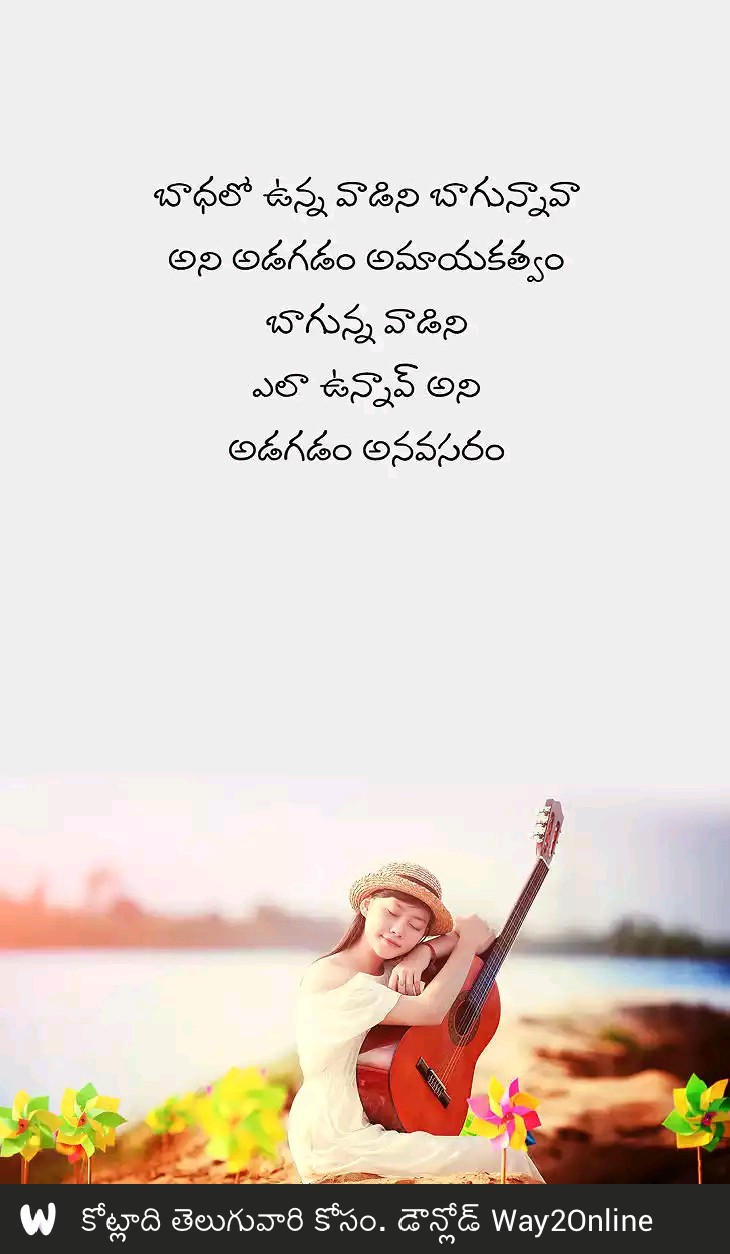 బాధలో ఉన్న వాడిని బాగున్నావా
అని అడగడం అమాయకత్వం
బాగున్న వాడిని
ఎలా ఉన్నావ్ అని
అడగడం అనవసరం
W కోట్లాది తెలుగువారి కోసం. డౌన్లోడ్ Way2Online